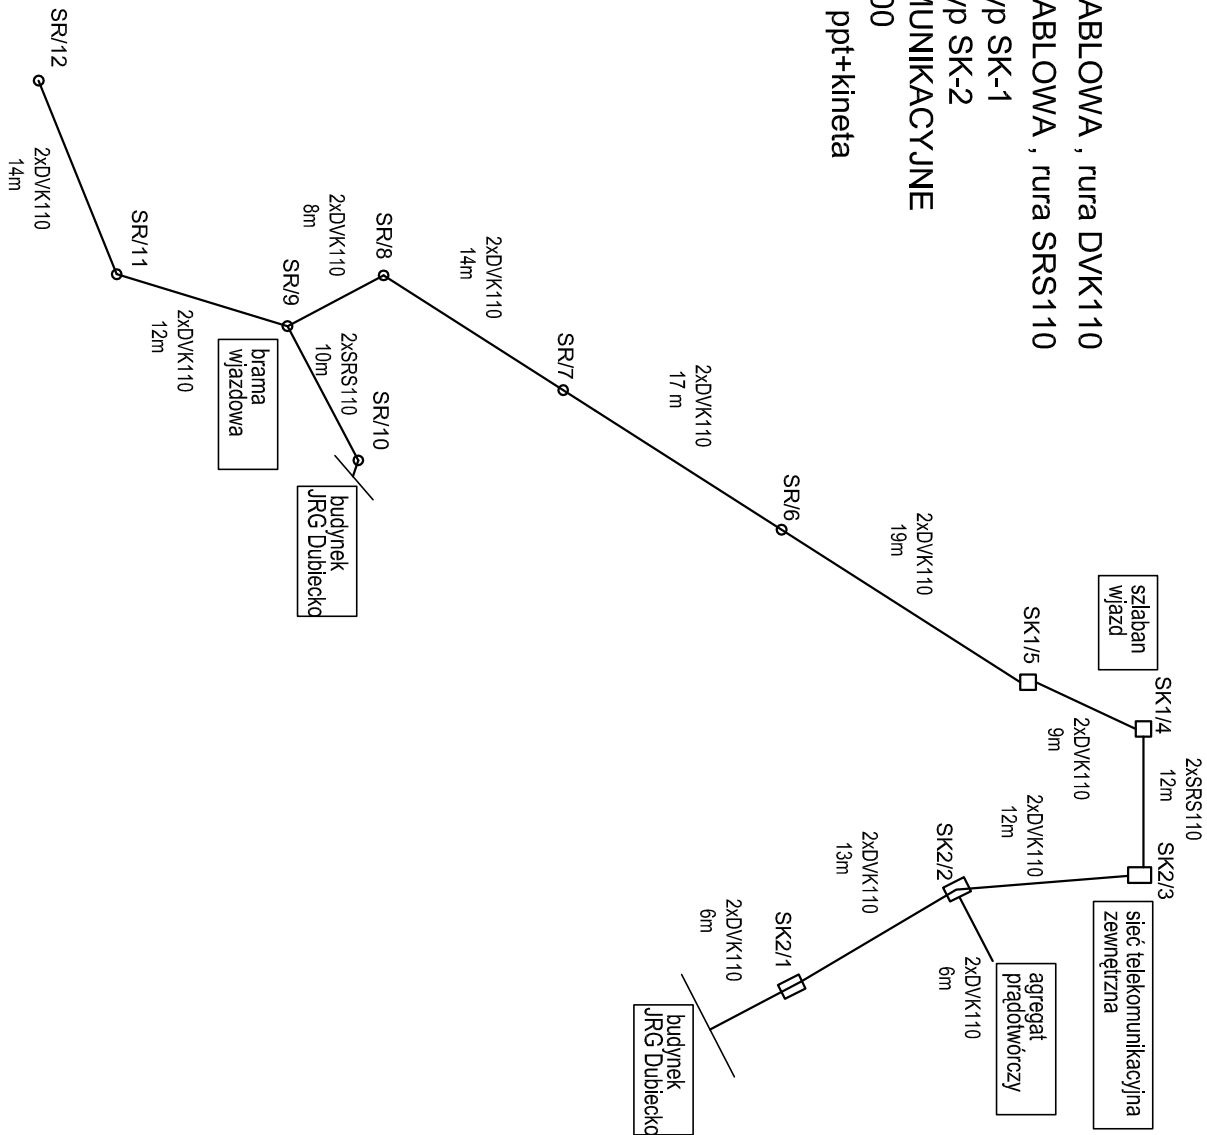 ABLOWA , rura DVK110
ABLOWA , rura SRS110
yp SK-1
yp SK-2
MUNIKACYJNE
00
ppt+kineta
SR/12
2xDVK110
14m
SR/11
2xDVK110
12m
SR/9
2xDVK110
8m
SR/8
2xSRS110
10m
SR/10
brama
wjazdowa
budynek
JRG Dubiecko
2xDVK110
14m
SR/7
2xDVK110
17 m
SR/6
2xDVK110
19m
SK1/5
szlaban
wjazd
2xDVK110
9m
SK1/4
2xSRS110
12m
SK2/3
sieć telekomunikacyjna
zewnętrzna
2xDVK110
12m
SK2/2
2xDVK110
6m
agregat
prądotwórczy
2xDVK110
13m
SK2/1
2xDVK110
6m
budynek
JRG Dubiecko